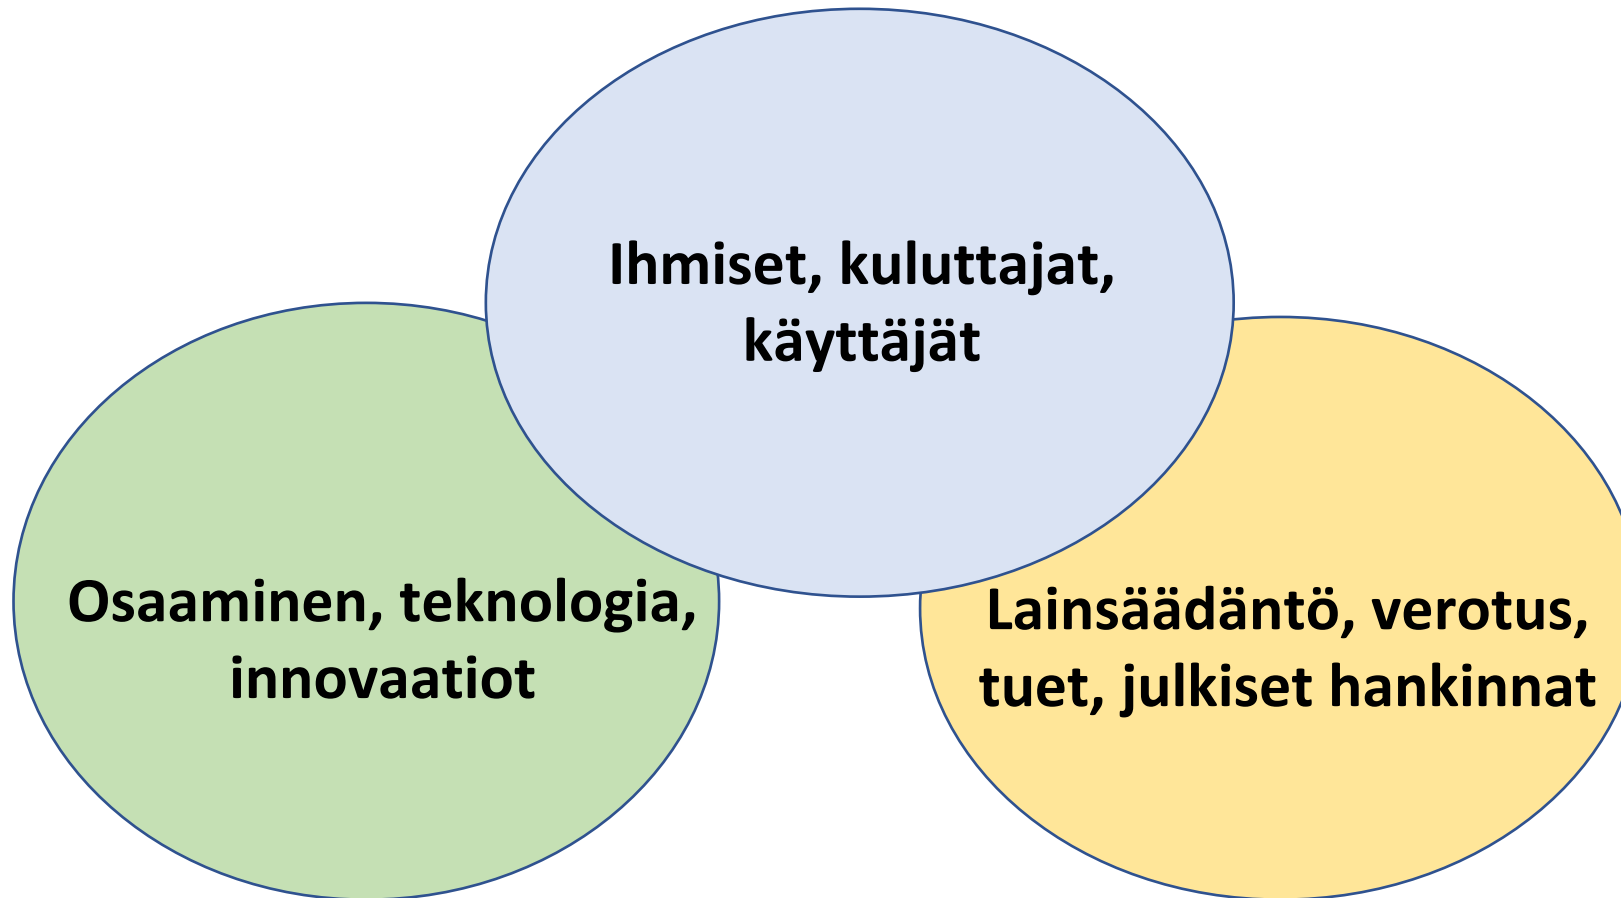 Ihmiset, kuluttajat,
käyttäjät
Osaaminen, teknologia,
innovaatiot
Lainsäädäntö, verotus,
tuet, julkiset hankinnat